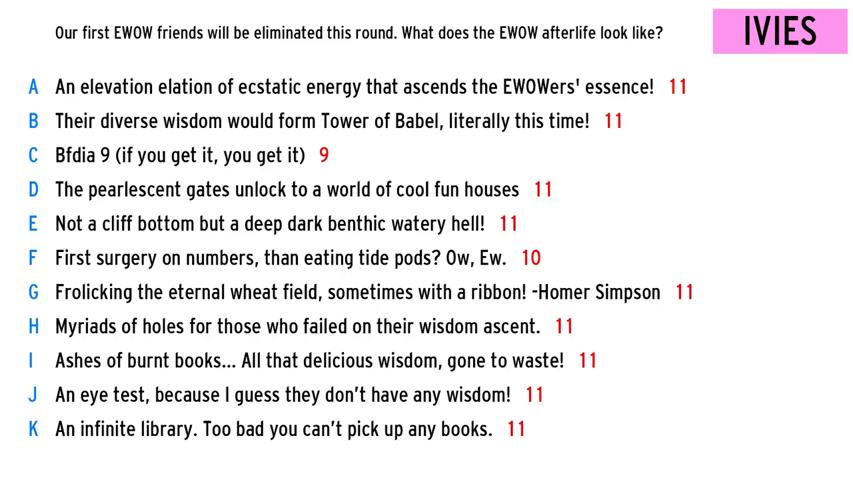 Our first EWOW friends will be eliminated this round. What does the EWOW afterlife look like?
IVIES
A An elevation elation of ecstatic energy that ascends the EWOWers' essence! 11
B Their diverse wisdom would form Tower of Babel, literally this time! 11
C Bfdia 9 (if you get it, you get it) 9
D The pearlescent gates unlock to a world of cool fun houses 11
E Not a cliff bottom but a deep dark benthic watery hell! 11
F First surgery on numbers, than eating tide pods? Ow, Ew. 10
G Frolicking the eternal wheat field, sometimes with a ribbon! -Homer Simpson 11
H Myriads of holes for those who failed on their wisdom ascent. 11
I Ashes of burnt books... All that delicious wisdom, gone to waste! 11
J An eye test, because I guess they don't have any wisdom! 11
K An infinite library. Too bad you can't pick up any books. 11